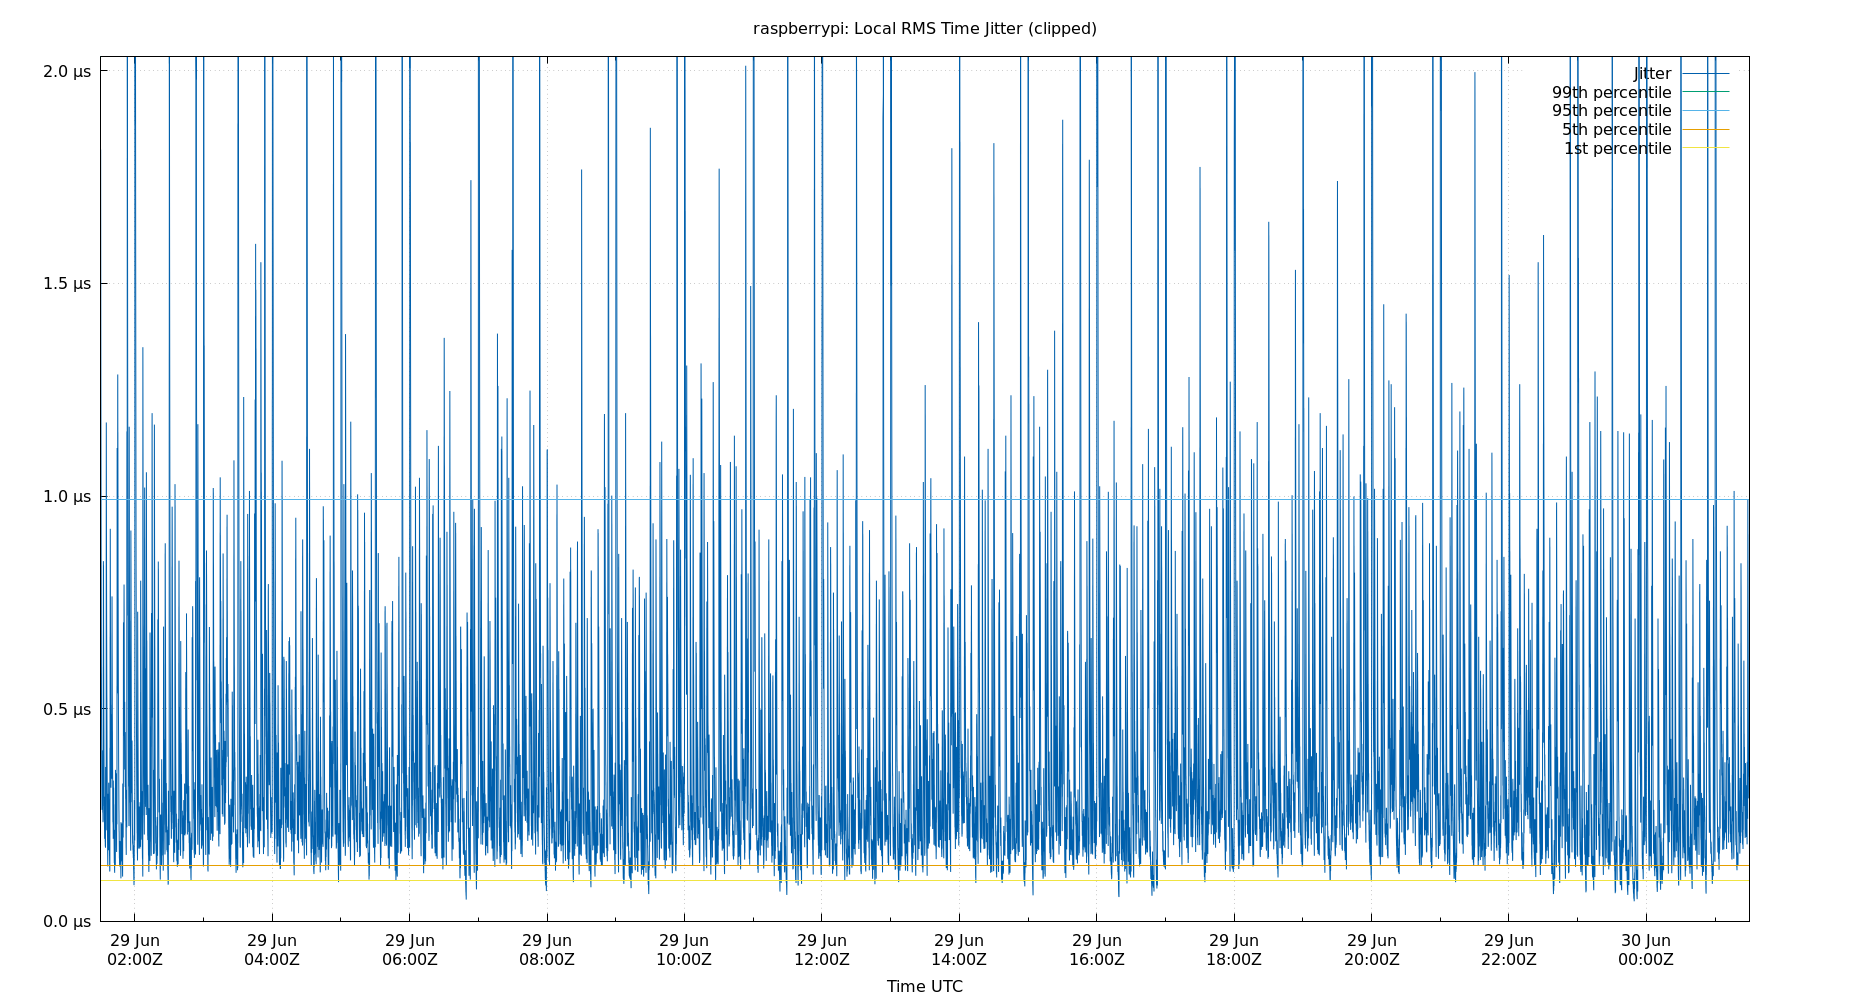 raspberrypi: Local RMS Time Jitter (clipped)
2.0 µs
1.5 µs
1.0 µs
0.5 µs
0.0 µs
Jitter
99th percentile
95th percentile
5th percentile
1st percentile
29 Jun 29 Jun 29 Jun 29 Jun 29 Jun 29 Jun 29 Jun 29 Jun 29 Jun 29 Jun 29 Jun 30 Jun
02:00Z 04:00Z 06:00Z 08:00Z 10:00Z 12:00Z 14:00Z 16:00Z 18:00Z 20:00Z 22:00Z 00:00Z
Time UTC